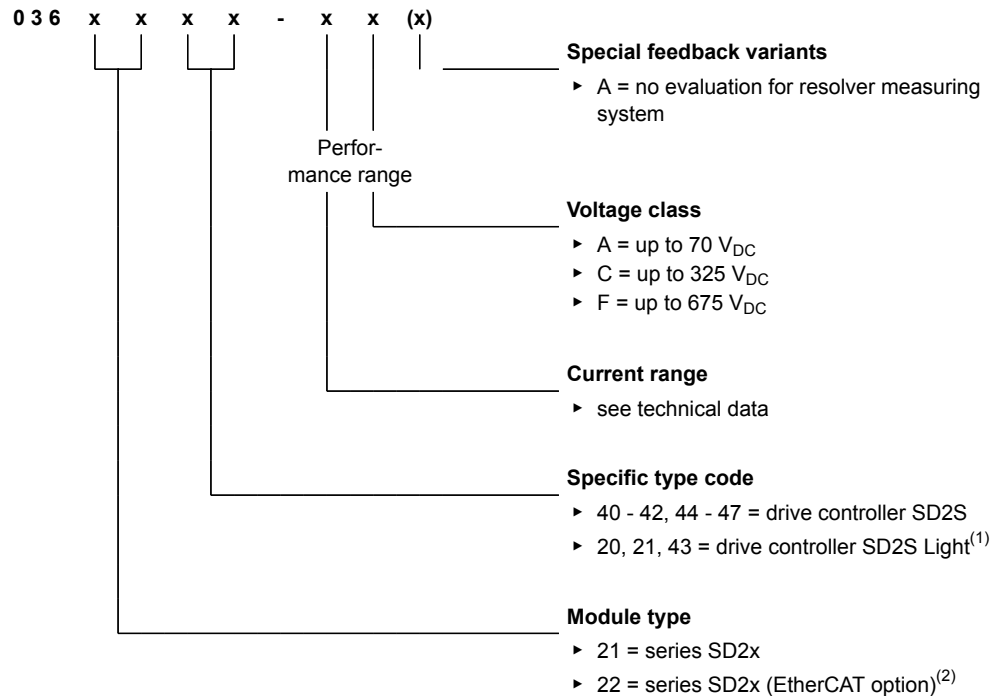 0 3 6 x x x x - x x (x)
Special feedback variants
▸ A = no evaluation for resolver measuring
system
Perfor-
mance range
Voltage class
▸ A = up to 70 VDC
▸ C = up to 325 VDC
▸ F = up to 675 VDC
Current range
▸ see technical data
Specific type code
▸ 40 - 42, 44 - 47 = drive controller SD2S
▸ 20, 21, 43 = drive controller SD2S Light(1)
Module type
▸ 21 = series SD2x
▸ 22 = series SD2x (EtherCAT option)(2)